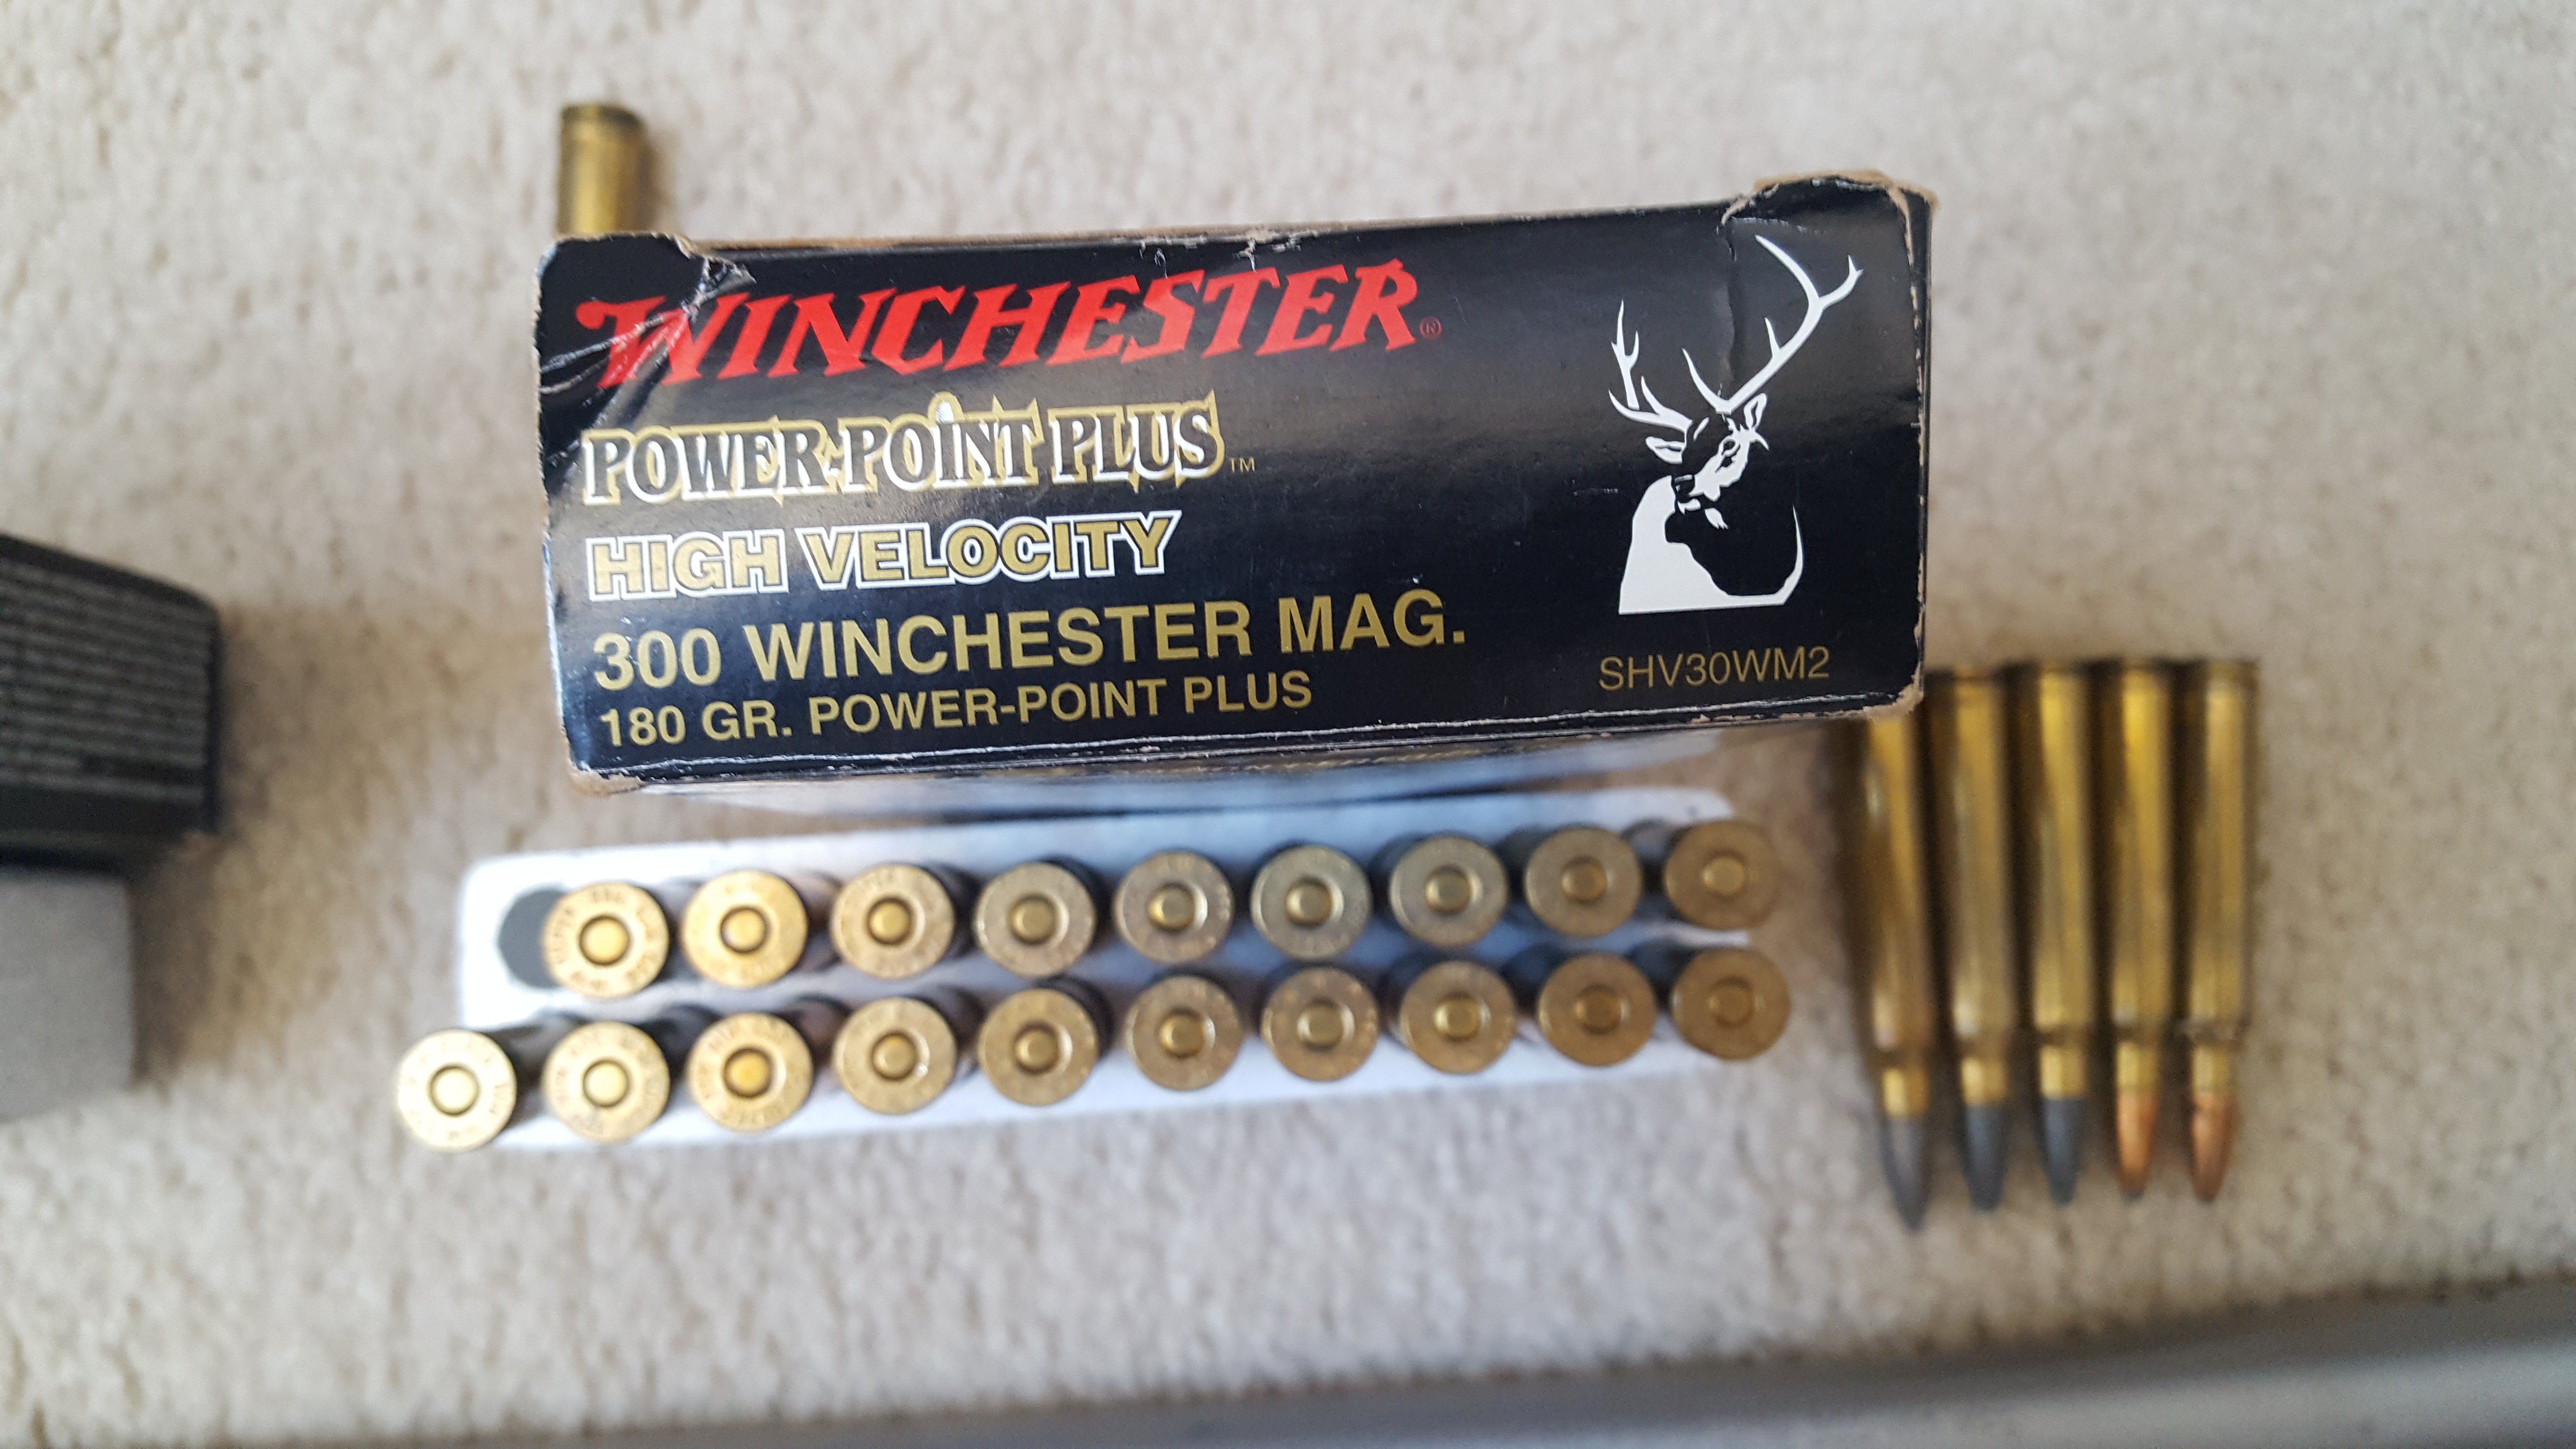 WINCHESTER®
POWER-POINT PLUS™
HIGH VELOCITY
300 WINCHESTER MAG.
180 GR. POWER-POINT PLUS
SHV30WM2